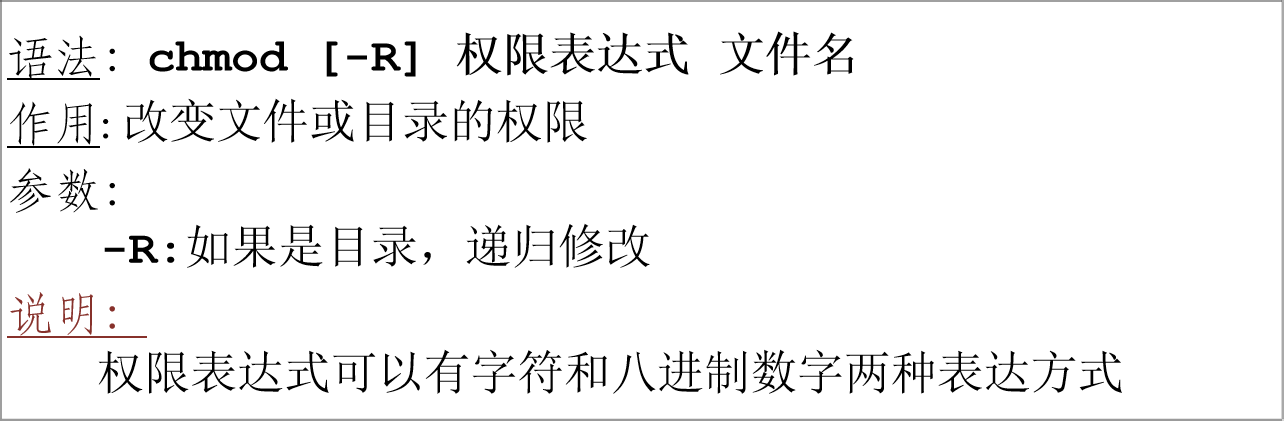 语法: chmod [-R] 权限表达式 文件名
作用:改变文件或目录的权限
参数:
-R:如果是目录，递归修改
说明:
权限表达式可以有字符和八进制数字两种表达方式